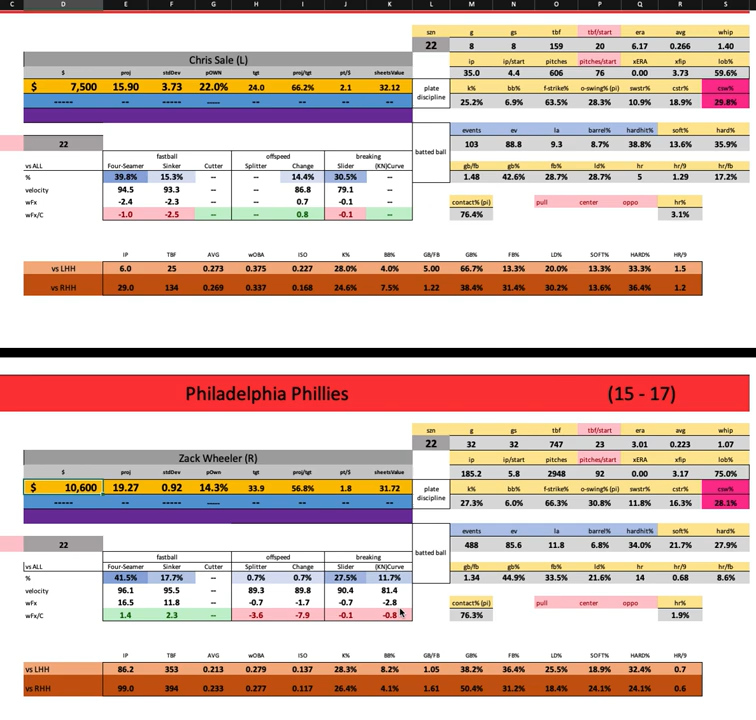 C D E F G H I J K L M N O P Q R S
szn g gs tbf tbf/start era avg whip
22 8 8 159 20 6.17 0.266 1.40
Chris Sale (L) ip ip/start pitches pitches/start xERA xfip lob%
35.0 4.4 606 76 0.00 3.73 59.6%
$ proj stdDev pOWN tgt proj/tgt pt/$ sheetsValue
$ 7,500 15.90 3.73 22.0% 24.0 66.2% 2.1 32.12
plate discipline k% bb% f-strike% o-swing% (pi) swstr% cstr% csw%
----- -- -- ---- -- -- -- -- 25.2% 6.9% 63.5% 28.3% 10.9% 18.9% 29.8%
events ev la barrel% hardhit% soft% hard%
22 batted ball 103 88.8 9.3 8.7% 38.8% 13.6% 35.9%
fastball offspeed breaking
vs ALL Four-Seamer Sinker Cutter Splitter Change Slider (KN)Curve gb/fb gb% fb% ld% hr hr/9 hr/fb
% 39.8% 15.3% -- -- 14.4% 30.5% -- 1.48 42.6% 28.7% 28.7% 5 1.29 17.2%
velocity 94.5 93.3 -- -- 86.8 79.1 --
wFx -2.4 -2.3 -- -- 0.7 -0.1 -- contact% (pi) pull center oppo hr%
wFx/C -1.0 -2.5 -- -- 0.8 -0.1 -- 76.4% 3.1%
IP TBF AVG wOBA ISO K% BB% GB/FB GB% FB% LD% SOFT% HARD% HR/9
vs LHH 6.0 25 0.273 0.375 0.227 28.0% 4.0% 5.00 66.7% 13.3% 20.0% 13.3% 33.3% 1.5
vs RHH 29.0 134 0.269 0.337 0.168 24.6% 7.5% 1.22 38.4% 31.4% 30.2% 13.6% 36.4% 1.2
Philadelphia Phillies (15 - 17)
szn g gs tbf tbf/start era avg whip
22 32 32 747 23 3.01 0.223 1.07
Zack Wheeler (R) ip ip/start pitches pitches/start xERA xfip lob%
185.2 5.8 2948 92 0.00 3.17 75.0%
$ proj stdDev pOwn tgt proj/tgt pt/$ sheetsValue
$ 10,600 19.27 0.92 14.3% 33.9 56.8% 1.8 31.72
plate discipline k% bb% f-strike% o-swing% (pi) swstr% cstr% csw%
----- -- -- ---- -- -- -- -- 27.3% 6.0% 66.3% 30.8% 11.8% 16.3% 28.1%
events ev la barrel% hardhit% soft% hard%
22 batted ball 488 85.6 11.8 6.8% 34.0% 21.7% 27.9%
fastball offspeed breaking
vs ALL Four-Seamer Sinker Cutter Splitter Change Slider (KN)Curve gb/fb gb% fb% ld% hr hr/9 hr/fb
% 41.5% 17.7% -- 0.7% 0.7% 27.5% 11.7% 1.34 44.9% 33.5% 21.6% 14 0.68 8.6%
velocity 96.1 95.5 -- 89.3 89.8 90.4 81.4
wFx 16.5 11.8 -- -0.7 -1.7 -0.7 -2.8 contact% (pi) pull center oppo hr%
wFx/C 1.4 2.3 -- -3.6 -7.9 -0.1 -0.8 76.3% 1.9%
IP TBF AVG wOBA ISO K% BB% GB/FB GB% FB% LD% SOFT% HARD% HR/9
vs LHH 86.2 353 0.213 0.279 0.137 28.3% 8.2% 1.05 38.2% 36.4% 25.5% 18.9% 32.4% 0.7
vs RHH 99.0 394 0.233 0.277 0.117 26.4% 4.1% 1.61 50.4% 31.2% 18.4% 24.1% 24.1% 0.6